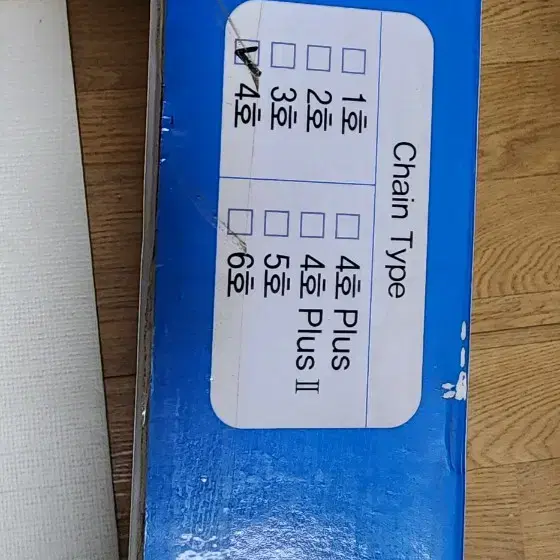 Chain Type
□ 1호
□ 2호
□ 3호
☑ 4호
□ 4호 Plus
□ 4호 Plus Ⅱ
□ 5호
□ 6호